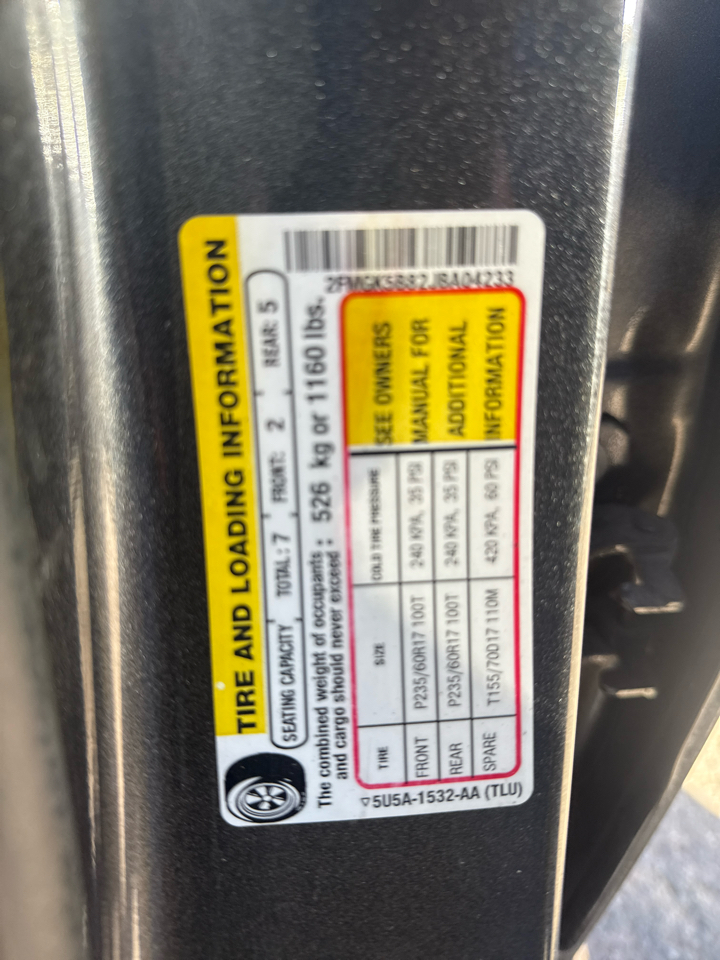 TIRE AND LOADING INFORMATION
SEATING CAPACITY TOTAL: 7 FRONT: 2 REAR: 5
The combined weight of occupants and cargo should never exceed : 526 kg or 1160 lbs.
2FMGK5B82JBA04233
TIRE SIZE COLD TIRE PRESSURE
FRONT P235/60R17 100T 240 KPA, 35 PSI
REAR P235/60R17 100T 240 KPA, 35 PSI
SPARE T155/70D17 110M 420 KPA, 60 PSI
SEE OWNERS
MANUAL FOR
ADDITIONAL
INFORMATION
5U5A-1532-AA (TLU)